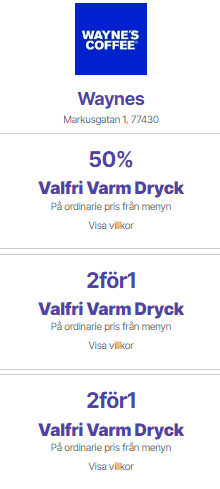 WAYNE'S
COFFEE®
Waynes
Markusgatan 1, 77430
50%
Valfri Varm Dryck
På ordinarie pris från menyn
Visa villkor
2för1
Valfri Varm Dryck
På ordinarie pris från menyn
Visa villkor
2för1
Valfri Varm Dryck
På ordinarie pris från menyn
Visa villkor